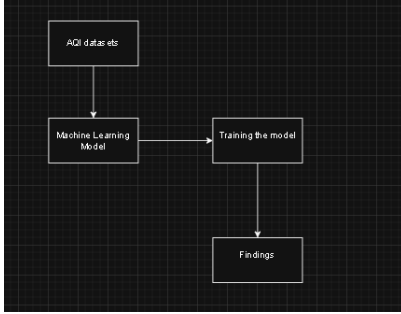 AQI datasets
Machine Learning
Model
Training the model
Findings